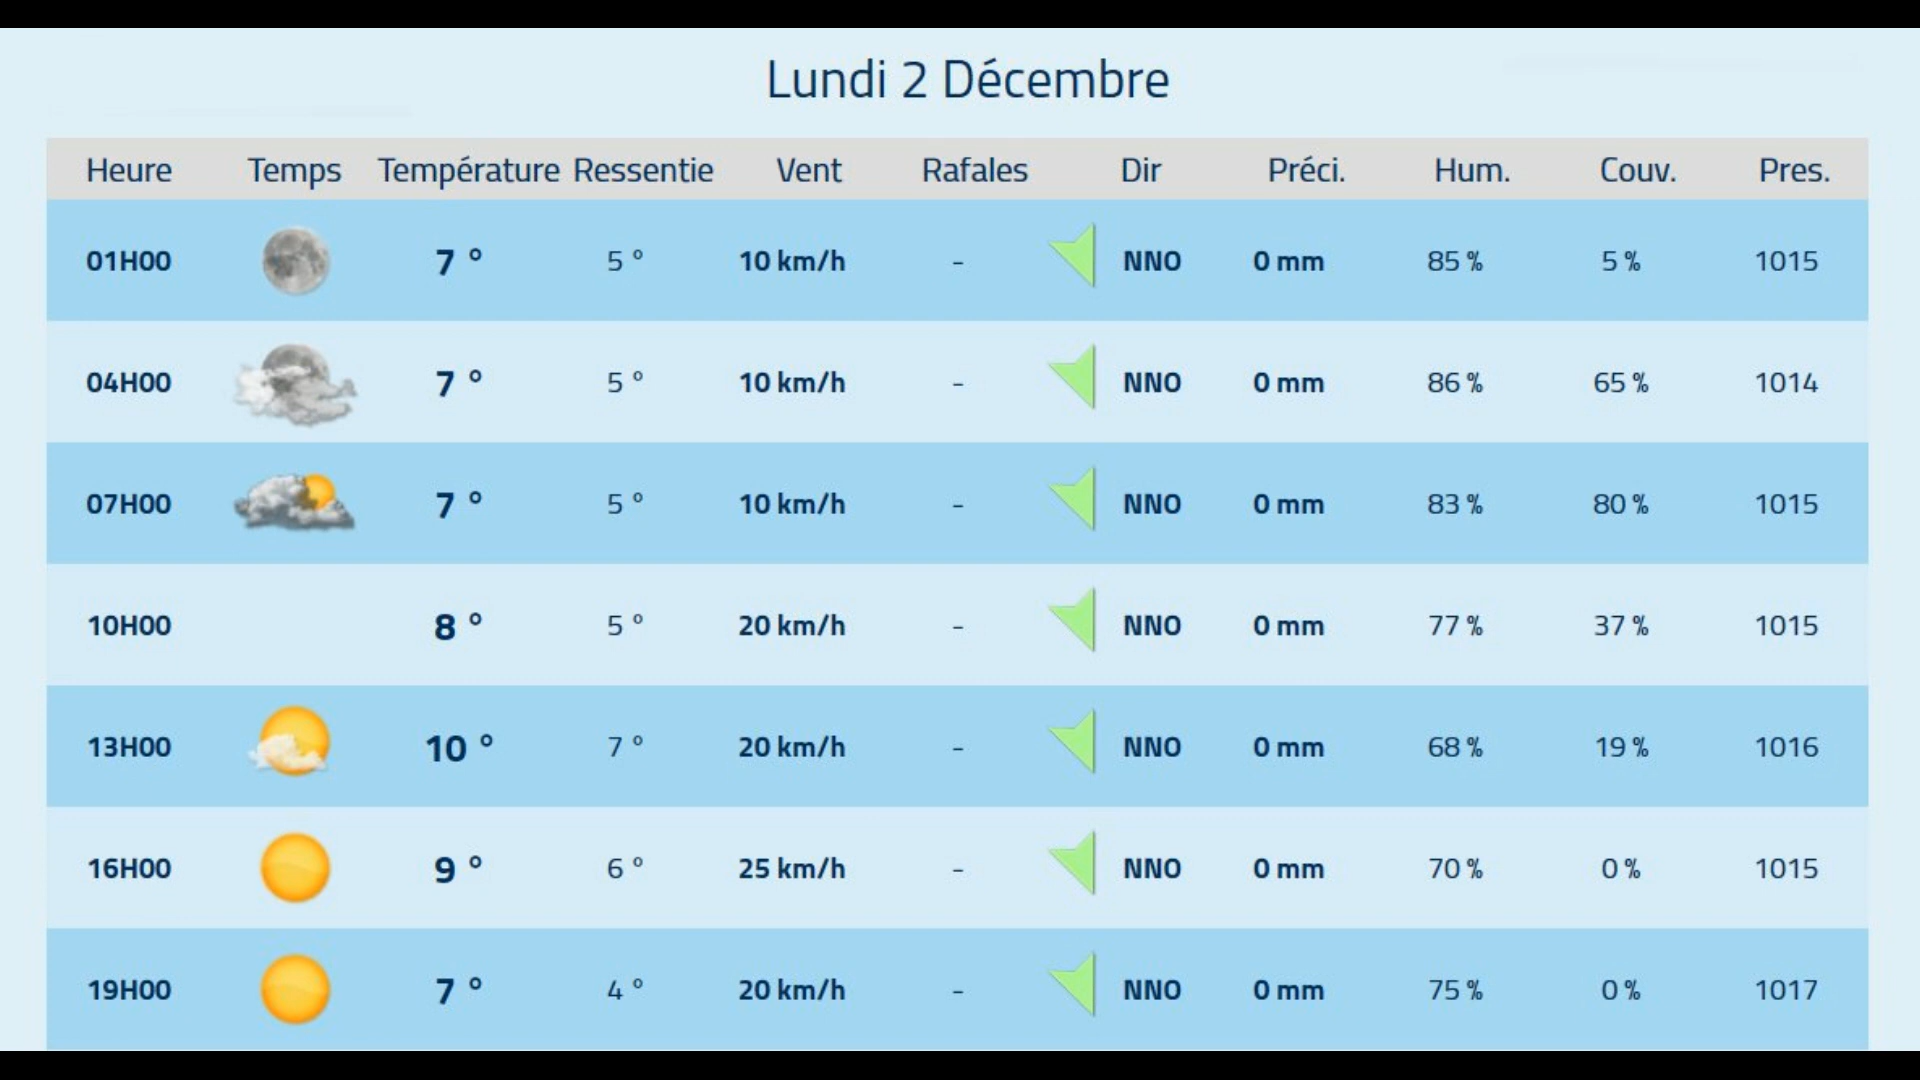 Lundi 2 Décembre
Heure Temps Température Ressentie Vent Rafales Dir Préci. Hum. Couv. Pres.
01H00 7 ° 5 ° 10 km/h - NNO 0 mm 85 % 5 % 1015
04H00 7 ° 5 ° 10 km/h - NNO 0 mm 86 % 65 % 1014
07H00 7 ° 5 ° 10 km/h - NNO 0 mm 83 % 80 % 1015
10H00 8 ° 5 ° 20 km/h - NNO 0 mm 77 % 37 % 1015
13H00 10 ° 7 ° 20 km/h - NNO 0 mm 68 % 19 % 1016
16H00 9 ° 6 ° 25 km/h - NNO 0 mm 70 % 0 % 1015
19H00 7 ° 4 ° 20 km/h - NNO 0 mm 75 % 0 % 1017